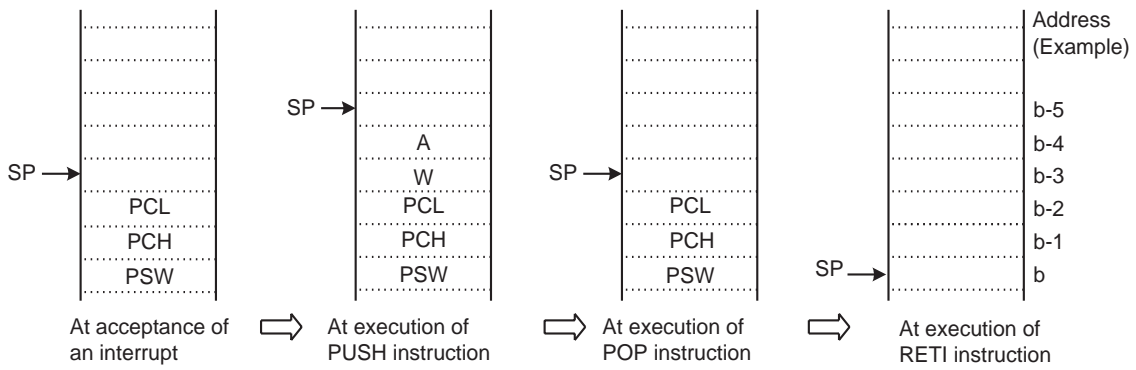 Address
(Example)
SP
b-5
A
b-4
SP
W
SP
b-3
PCL
PCL
PCL
b-2
PCH
PCH
PCH
b-1
PSW
PSW
PSW
SP
b
At acceptance of
an interrupt
At execution of
PUSH instruction
At execution of
POP instruction
At execution of
RETI instruction